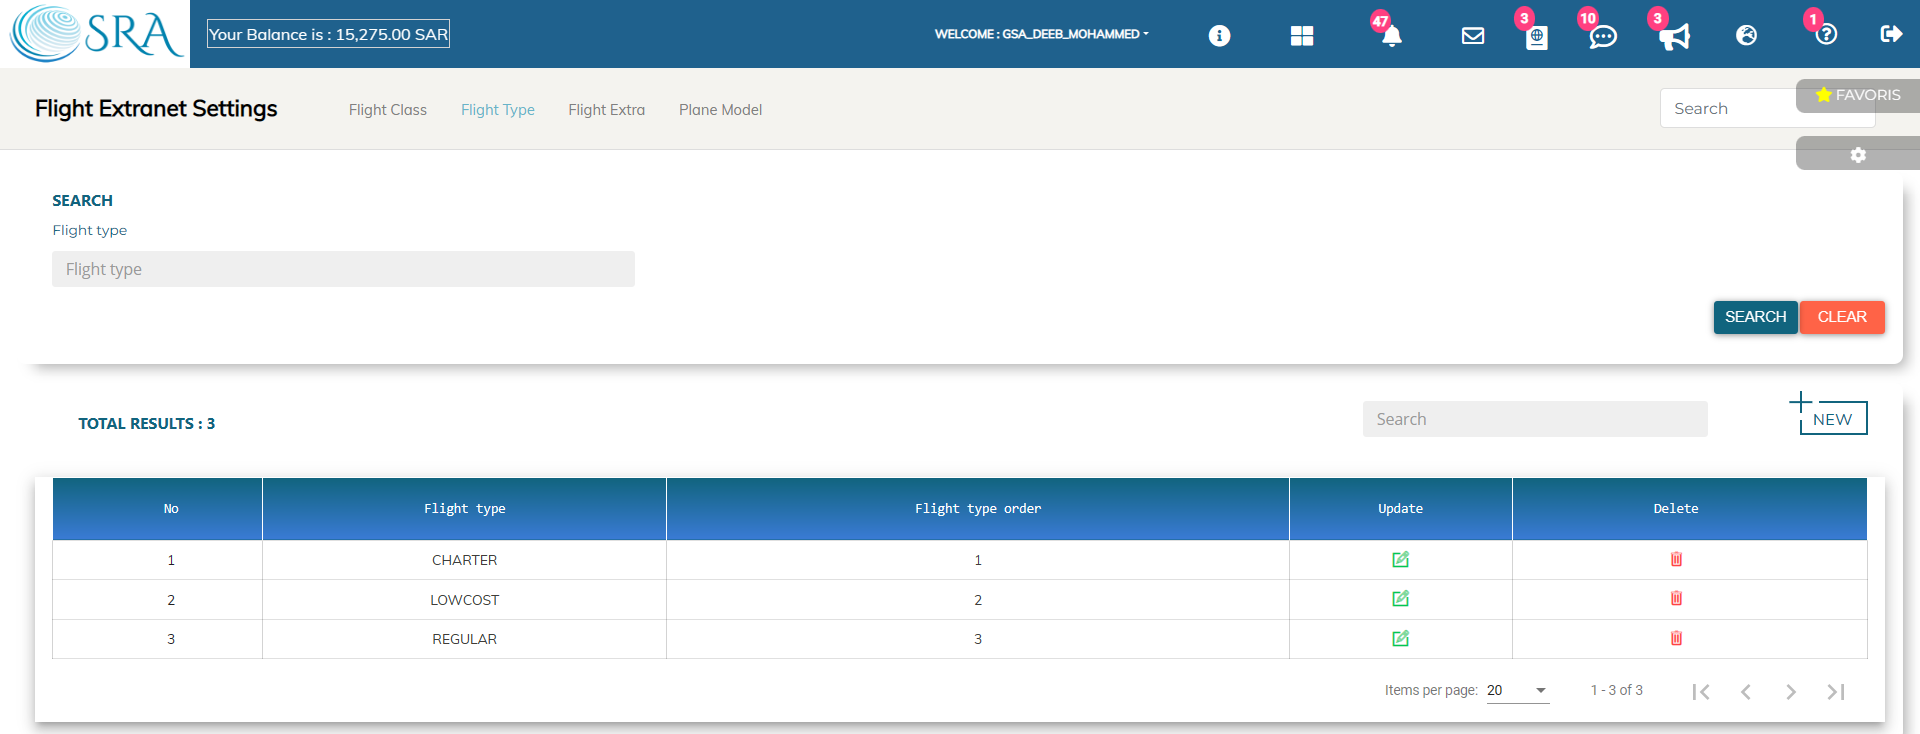 SRA
Your Balance is : 15,275.00 SAR
WELCOME : GSA_DEEB_MOHAMMED
47
3
10
3
1
Flight Extranet Settings
Flight Class
Flight Type
Flight Extra
Plane Model
Search
FAVORIS
SEARCH
Flight type
Flight type
SEARCH
CLEAR
TOTAL RESULTS : 3
Search
NEW
No Flight type Flight type order Update Delete
1 CHARTER 1
2 LOWCOST 2
3 REGULAR 3
Items per page: 20 1 - 3 of 3